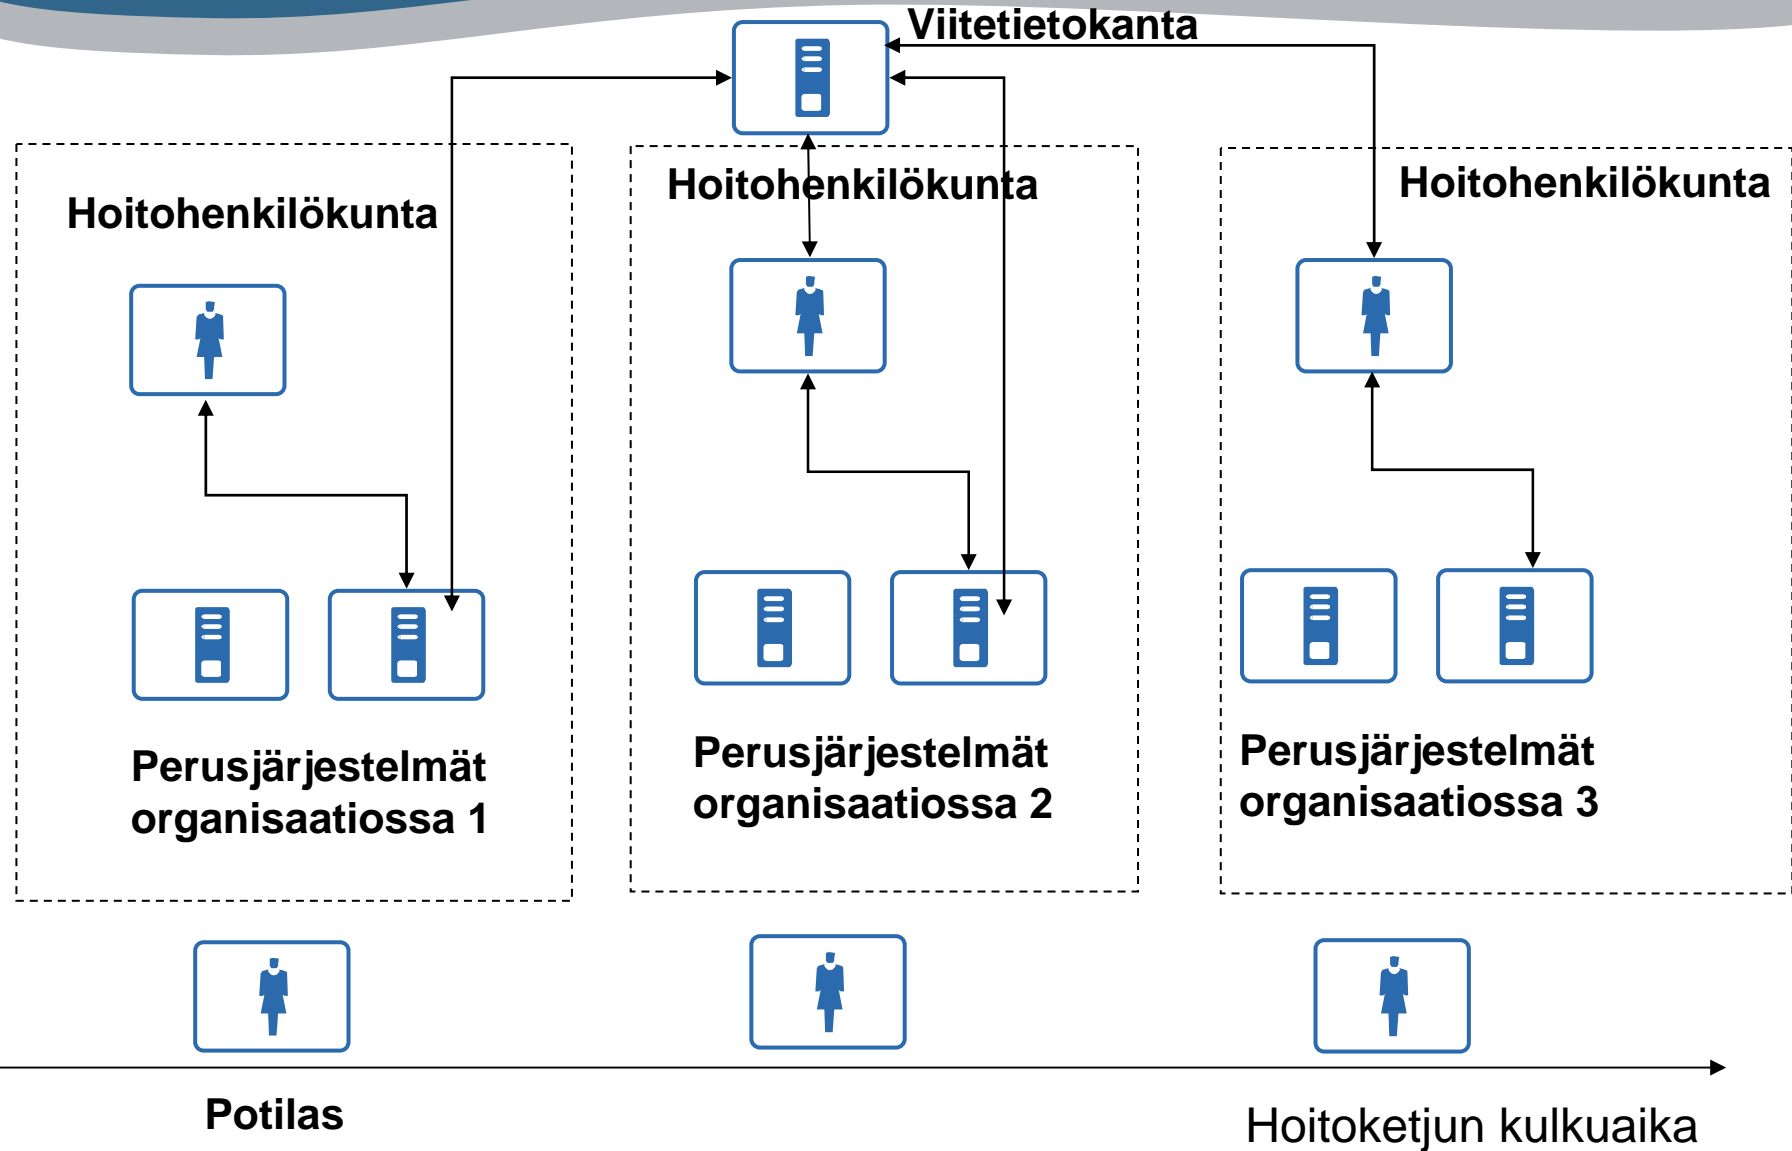 Viitetietokanta
Hoitohenkilökunta
Hoitohenkilökunta
Hoitohenkilökunta
Perusjärjestelmät
organisaatiossa 1
Perusjärjestelmät
organisaatiossa 2
Perusjärjestelmät
organisaatiossa 3
Potilas
Hoitoketjun kulkuaika